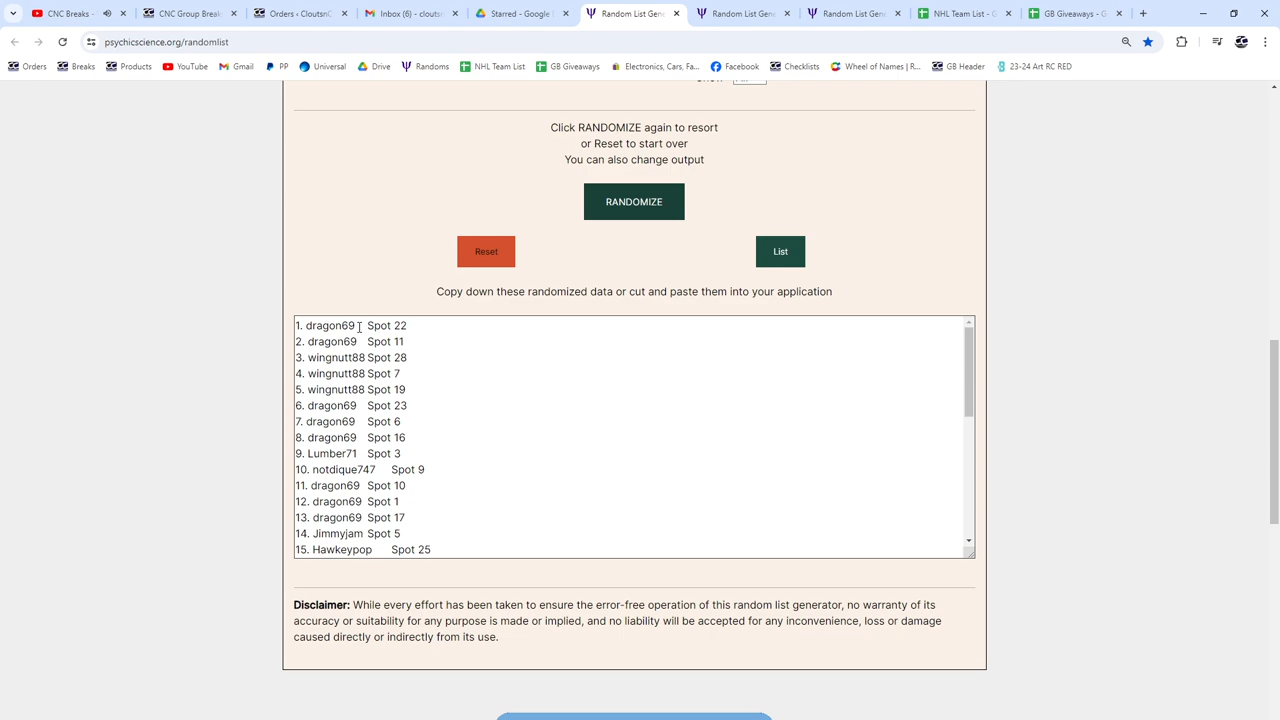 CNC Breaks -
CNC Group Break
Orders < CloutsnC
Inbox (6) - clouts
Starred - Google
Random List Gene
Random List Gene
Random List Gene
NHL Team List - G
GB Giveaways - G
psychicscience.org/randomlist
Orders
Breaks
Products
YouTube
Gmail
PP
Universal
Drive
Randoms
NHL Team List
GB Giveaways
Electronics, Cars, Fa...
Facebook
Checklists
Wheel of Names | R...
GB Header
23-24 Art RC RED
Click RANDOMIZE again to resort
or Reset to start over
You can also change output
RANDOMIZE
Reset
List
Copy down these randomized data or cut and paste them into your application
1. dragon69 Spot 22
2. dragon69 Spot 11
3. wingnutt88 Spot 28
4. wingnutt88 Spot 7
5. wingnutt88 Spot 19
6. dragon69 Spot 23
7. dragon69 Spot 6
8. dragon69 Spot 16
9. Lumber71 Spot 3
10. notdique747 Spot 9
11. dragon69 Spot 10
12. dragon69 Spot 1
13. dragon69 Spot 17
14. Jimmyjam Spot 5
15. Hawkeypop Spot 25
Disclaimer: While every effort has been taken to ensure the error-free operation of this random list generator, no warranty of its
accuracy or suitability for any purpose is made or implied, and no liability will be accepted for any inconvenience, loss or damage
caused directly or indirectly from its use.